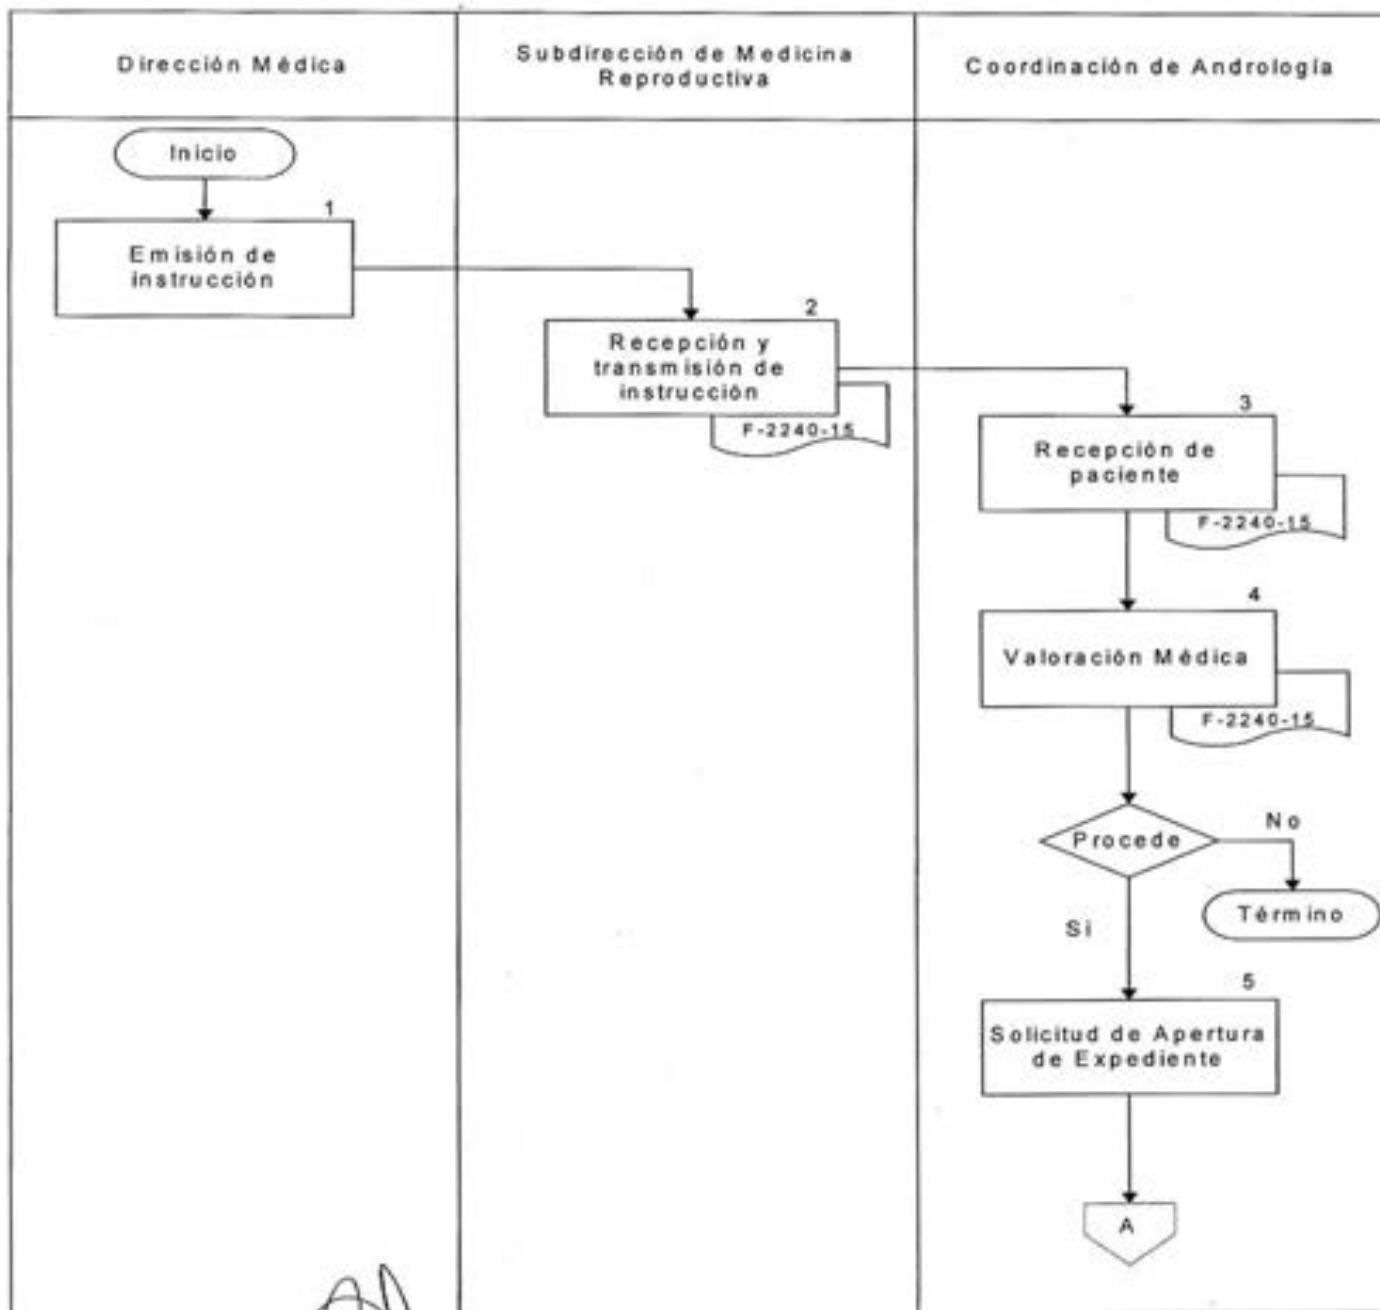 Dirección Médica
Subdirección de Medicina
Reproductiva
Coordinación de Andrología
Inicio
1
Emisión de
instrucción
2
Recepción y
transmisión de
instrucción
F-2240-15
3
Recepción de
paciente
F-2240-15
4
Valoración Médica
F-2240-15
Procede
No
Término
Si
5
Solicitud de Apertura
de Expediente
A